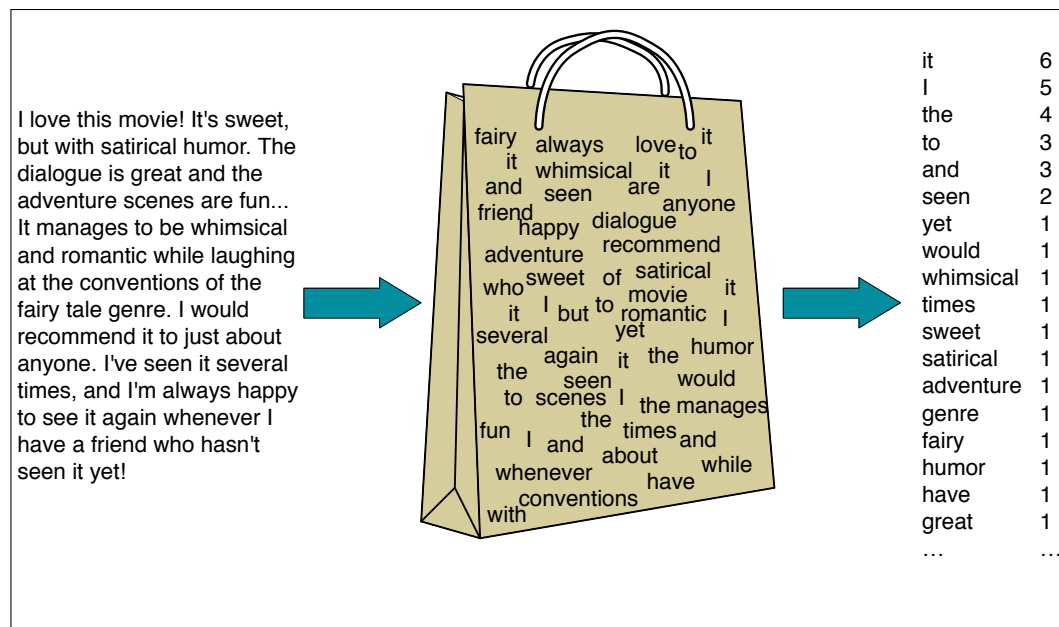 I love this movie! It's sweet,
but with satirical humor. The
dialogue is great and the
adventure scenes are fun...
It manages to be whimsical
and romantic while laughing
at the conventions of the
fairy tale genre. I would
recommend it to just about
anyone. I've seen it several
times, and I'm always happy
to see it again whenever I
have a friend who hasn't
seen it yet!
fairy always love to it
it whimsical it I
and seen are anyone
friend happy dialogue
adventure recommend
who sweet of satirical
it I but to movie it
romantic I
several yet
again it the humor
the seen would
to scenes I the manages
fun I and the times and
about
whenever have while
conventions
with
it 6
I 5
the 4
to 3
and 3
seen 2
yet 1
would 1
whimsical 1
times 1
sweet 1
satirical 1
adventure 1
genre 1
fairy 1
humor 1
have 1
great 1
… …